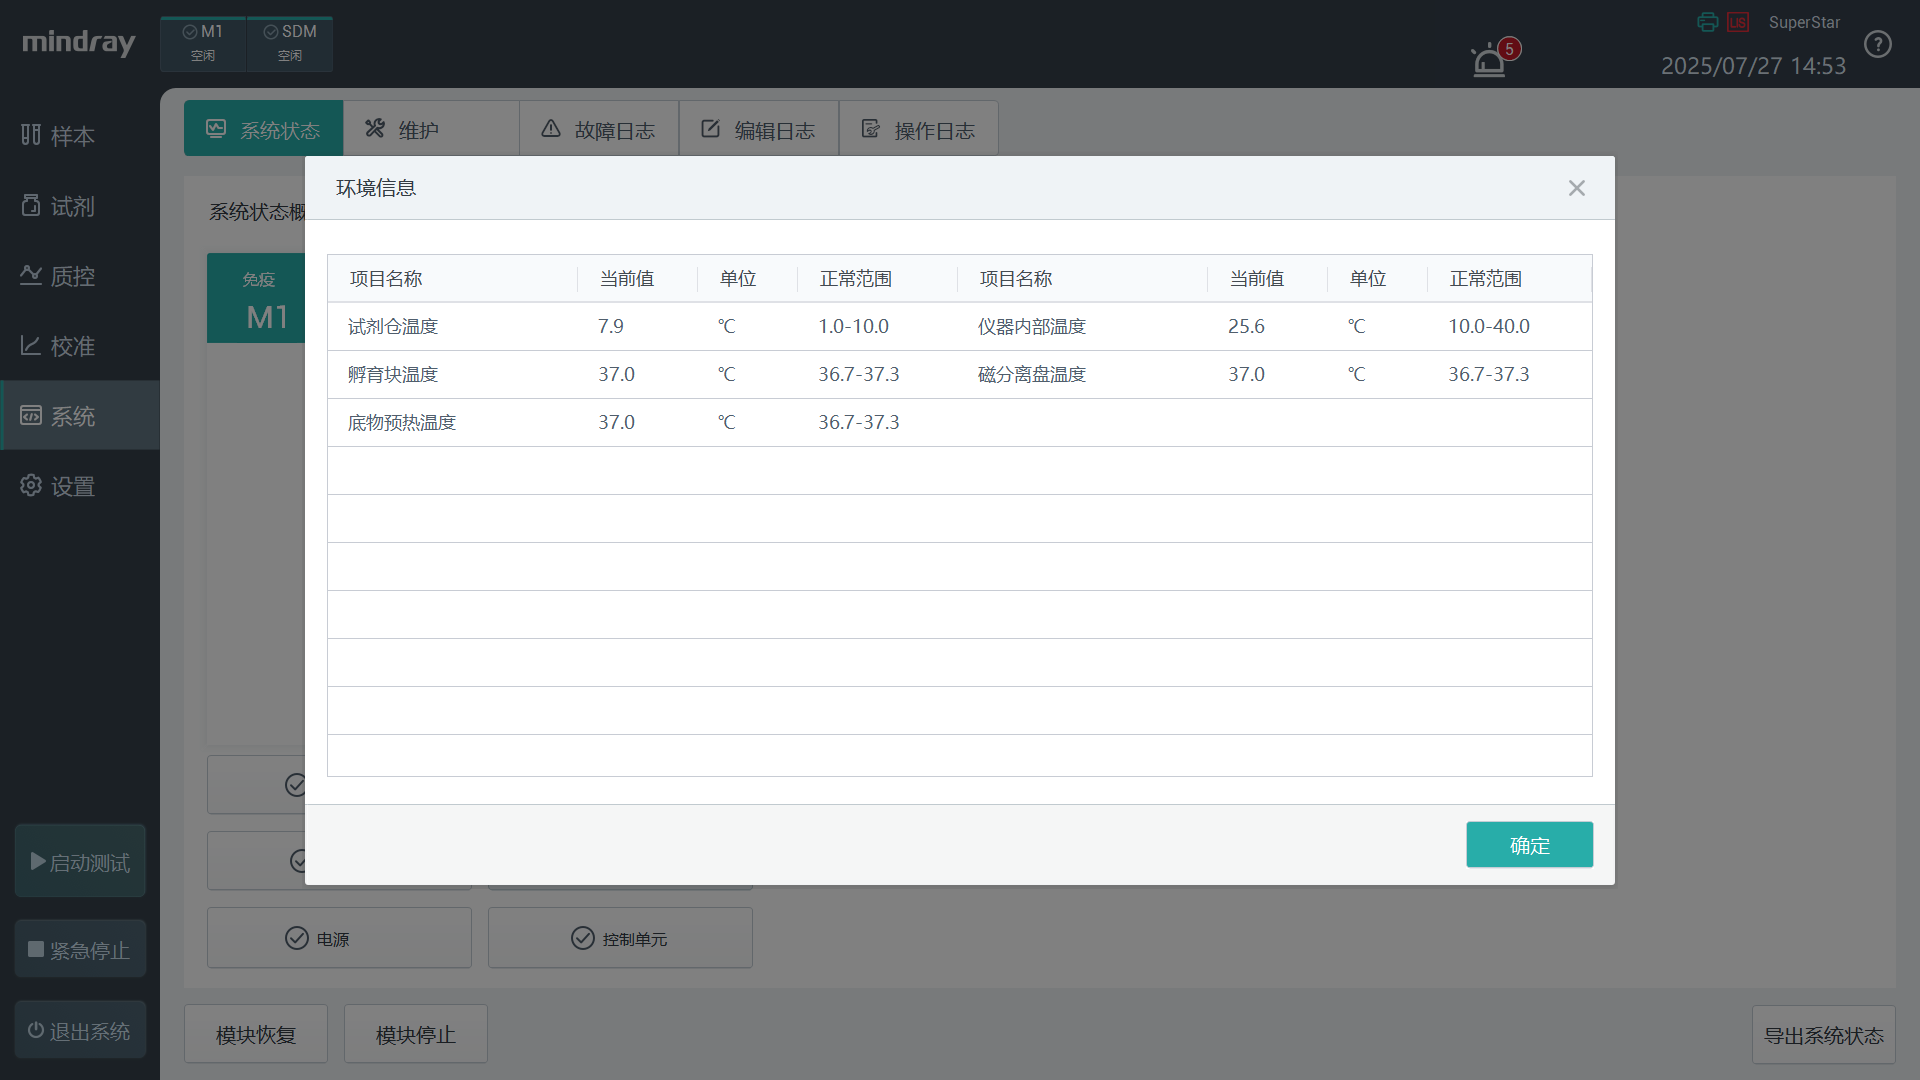 mindray
M1
空闲
SDM
空闲
5
LIS
SuperStar
2025/07/27 14:53
?
样本
试剂
质控
校准
系统
设置
启动测试
紧急停止
退出系统
系统状态
维护
故障日志
编辑日志
操作日志
系统状态概
免疫
M1
环境信息
项目名称 当前值 单位 正常范围 项目名称 当前值 单位 正常范围
试剂仓温度 7.9 ℃ 1.0-10.0 仪器内部温度 25.6 ℃ 10.0-40.0
孵育块温度 37.0 ℃ 36.7-37.3 磁分离盘温度 37.0 ℃ 36.7-37.3
底物预热温度 37.0 ℃ 36.7-37.3
确定
电源
控制单元
模块恢复
模块停止
导出系统状态